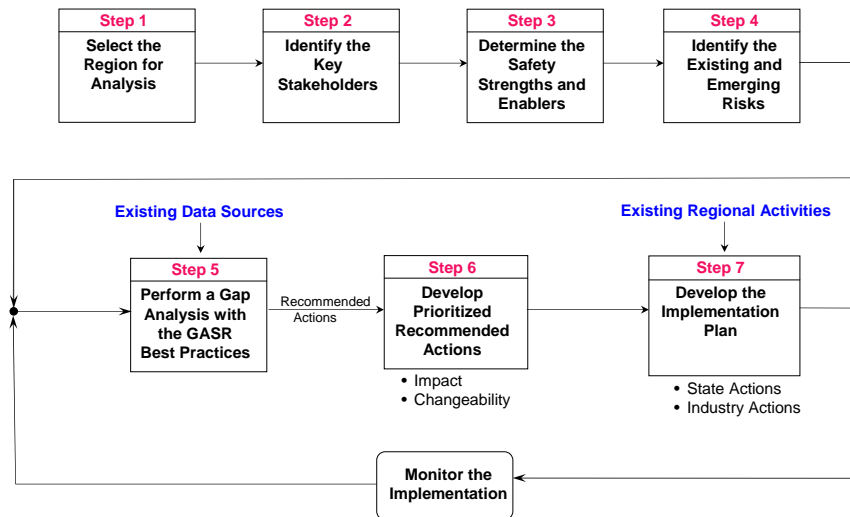 Step 1
Select the
Region for
Analysis
Step 2
Identify the
Key
Stakeholders
Step 3
Determine the
Safety
Strengths and
Enablers
Step 4
Identify the
Existing and
Emerging
Risks
Existing Data Sources
Existing Regional Activities
Step 5
Perform a Gap
Analysis with
the GASR
Best Practices
Recommended
Actions
Step 6
Develop
Prioritized
Recommended
Actions
• Impact
• Changeability
Step 7
Develop the
Implementation
Plan
• State Actions
• Industry Actions
Monitor the
Implementation